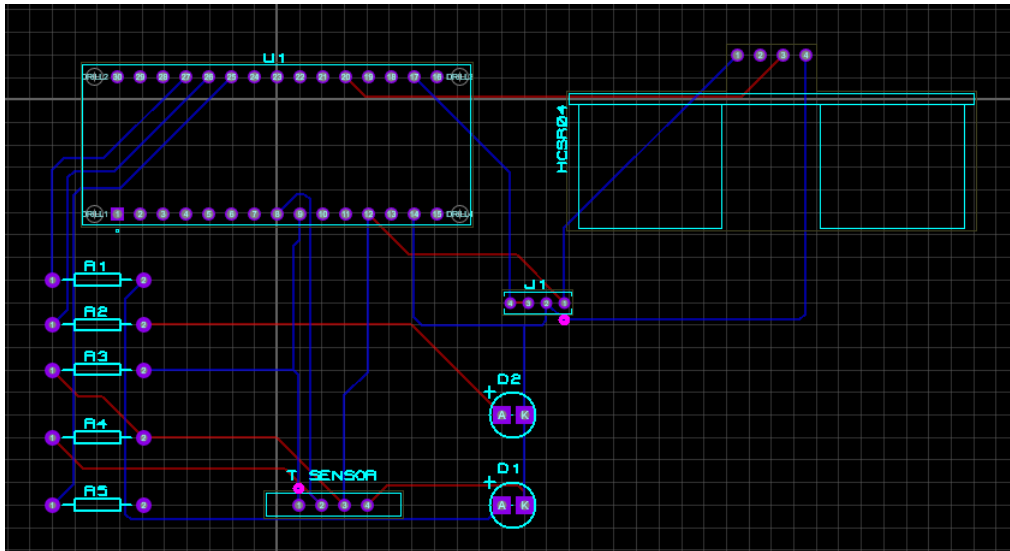 U1
1 2 3 4
30 29 28 27 26 25 24 23 22 21 20 19 18 17 16
HCSR04
DRILL1 1 2 3 4 5 6 7 8 9 10 11 12 13 14 15
R1
1 2
J1
4 3 2 1
R2
1 2
R3
1 2
D2
+
A K
R4
1 2
T SENSOR
D1
+
R5
1 2
1 2 3 4
A K